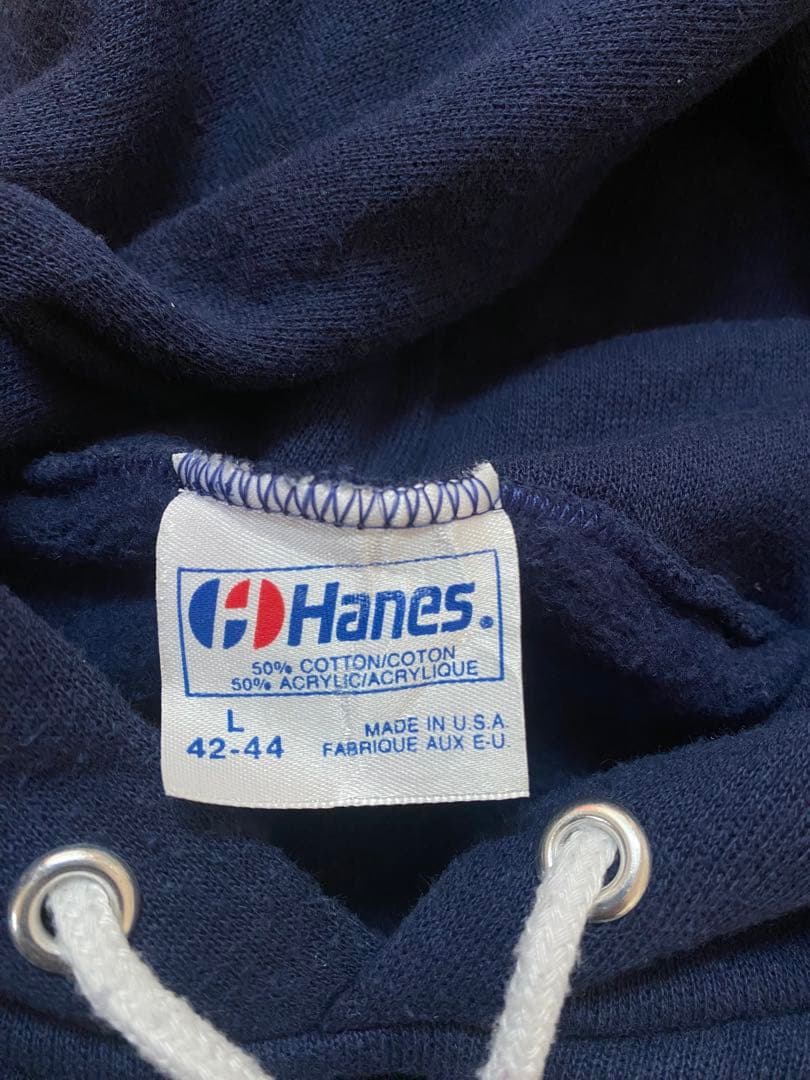 Hanes.
50% COTTON/COTON
50% ACRYLIC/ACRYLIQUE
L
42-44
MADE IN U.S.A.
FABRIQUE AUX E-U.